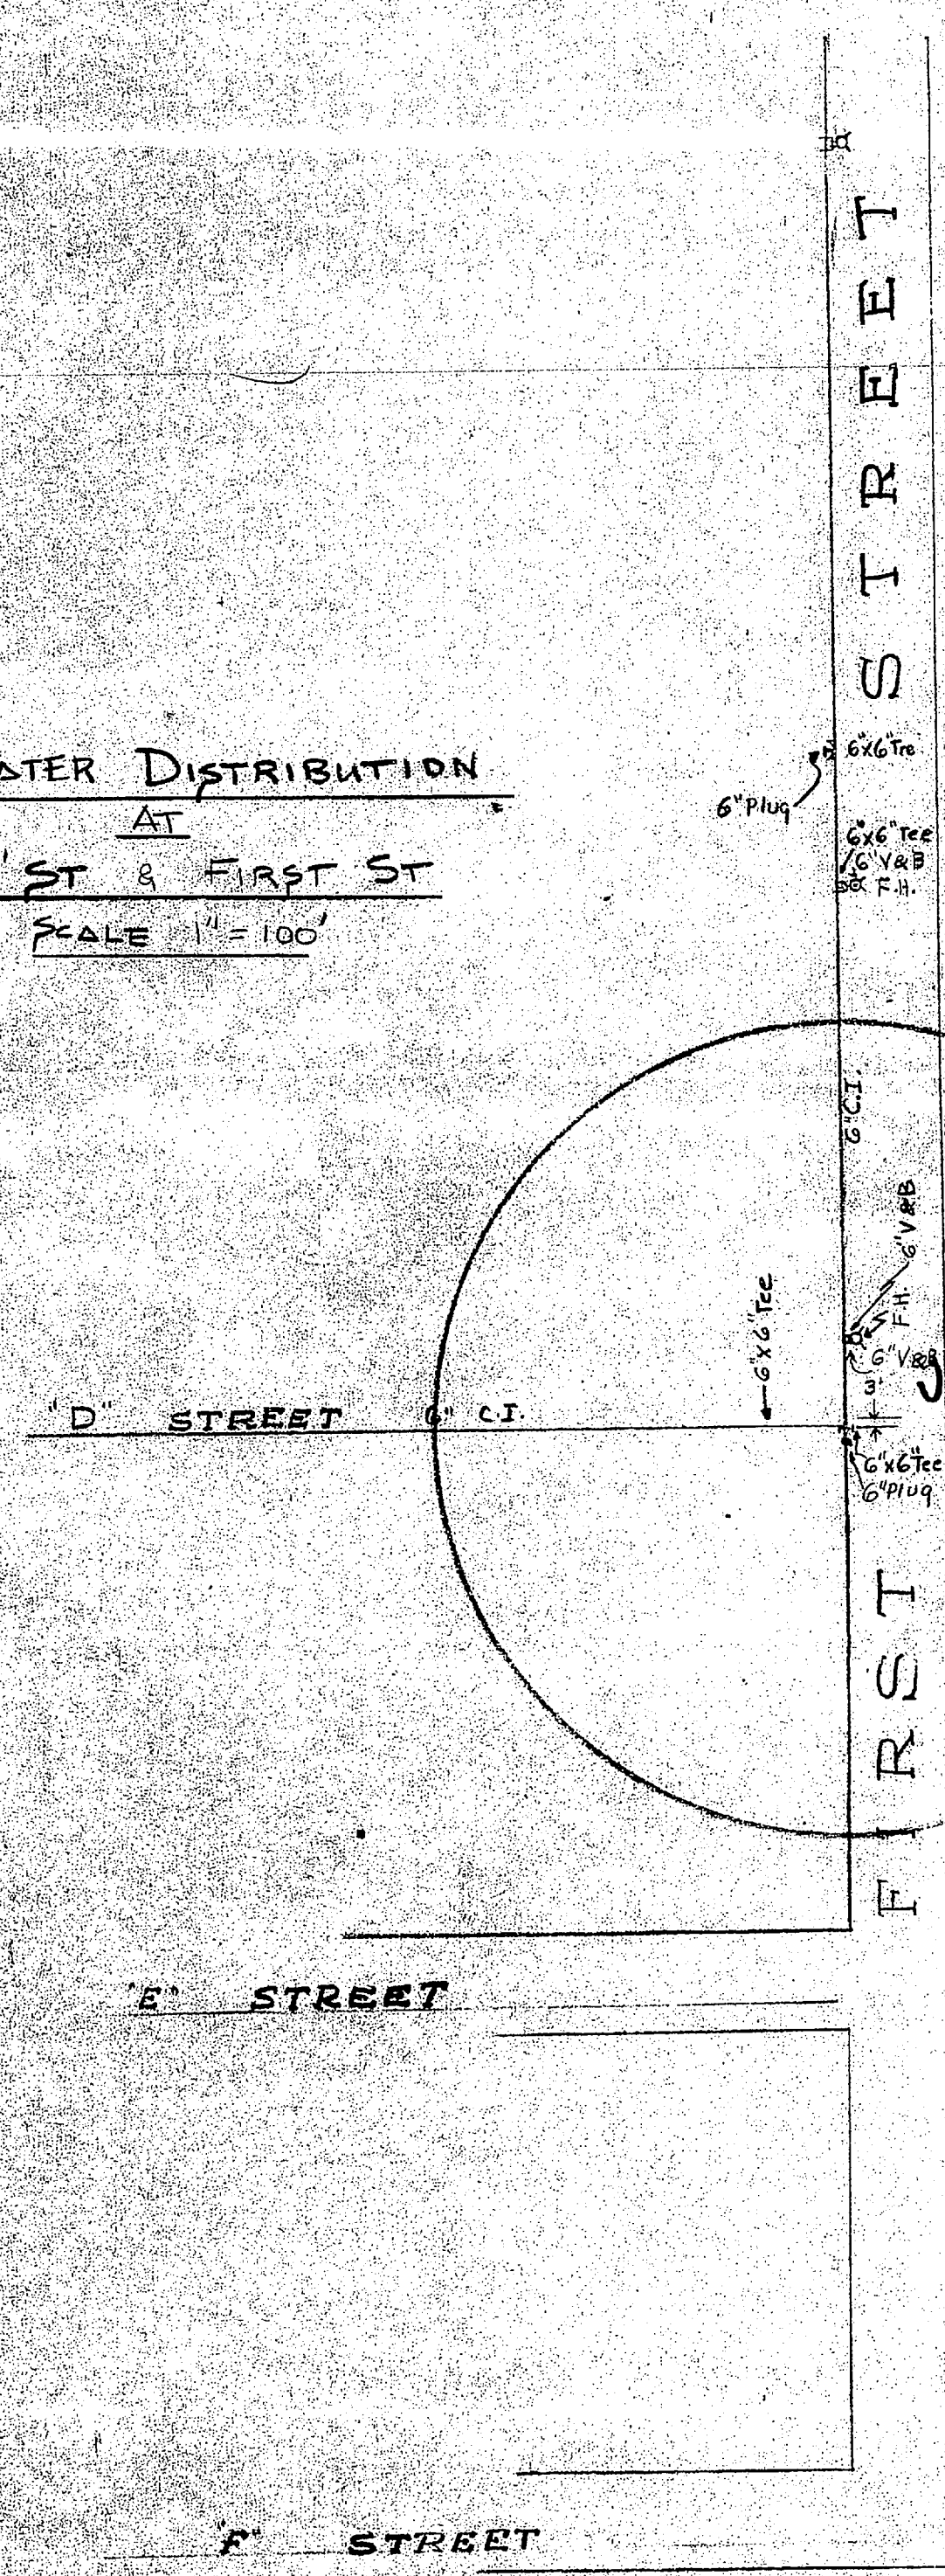 ATER DISTRIBUTION
AT
ST & FIRST ST
SCALE 1" = 100'
FIRST STREET
6"x6" Tee
6" Plug
6"x6" Tee
6" V&B
F.H.
6" C.I.
6" V&B
F.H.
6" V&B
3'
6"x6" Tee
"D" STREET 6" C.I.
6"x6" Tee
6" Plug
"E" STREET
"F" STREET